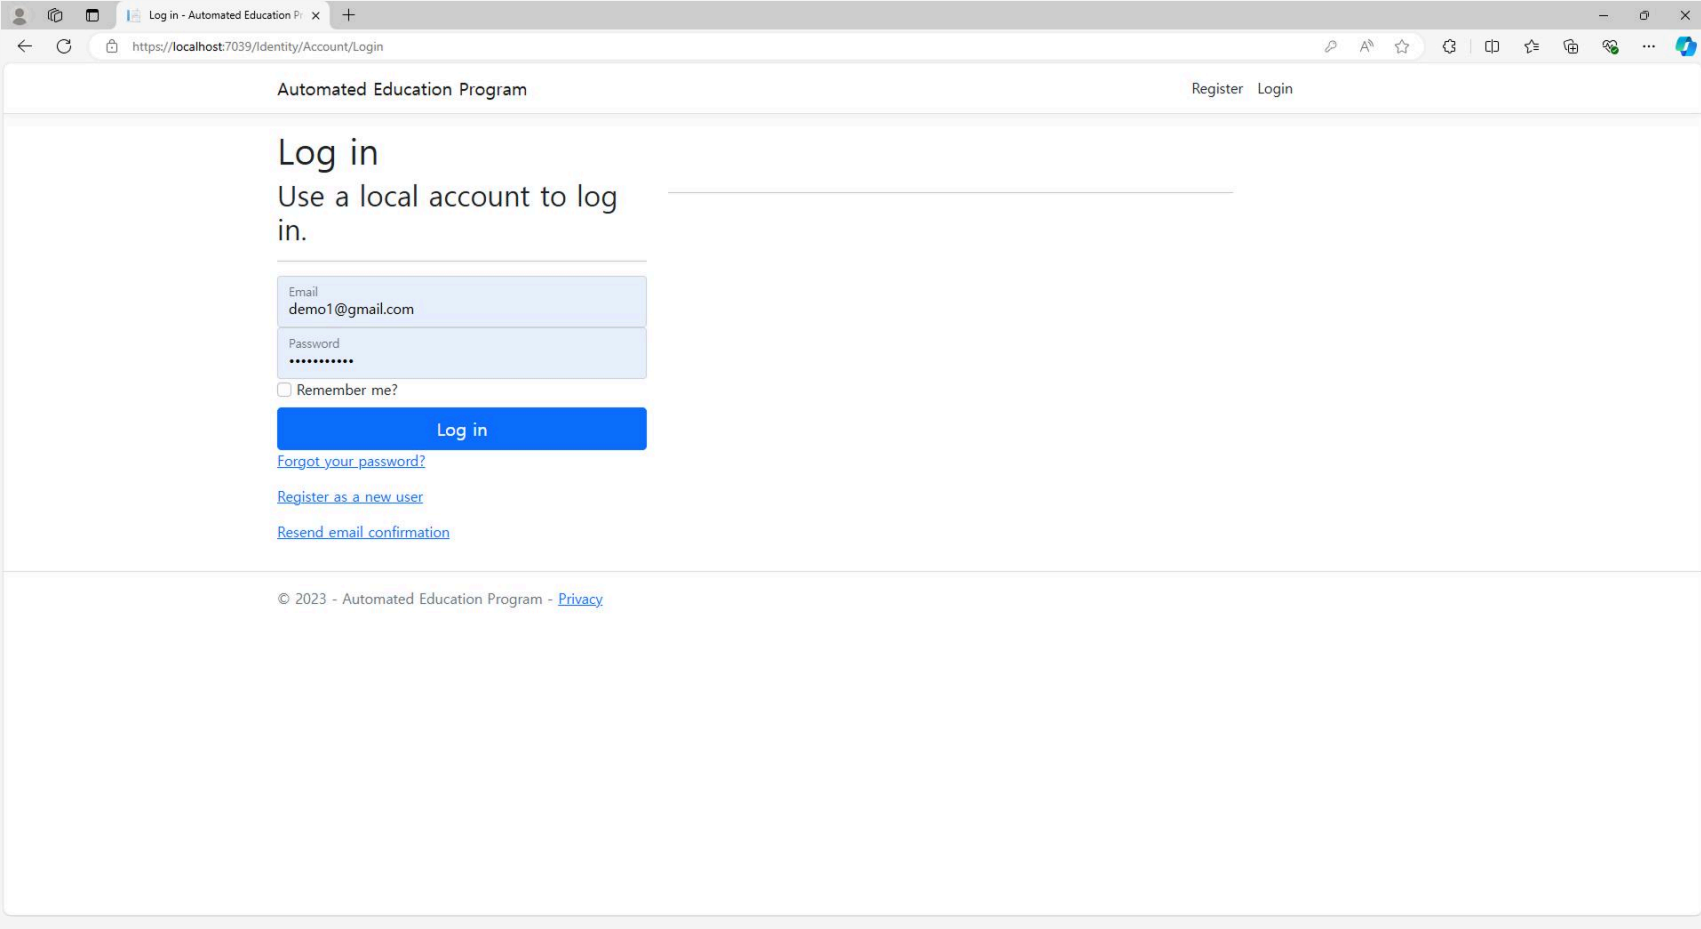 Log in - Automated Education Pr
https://localhost:7039/Identity/Account/Login
Automated Education Program
Register
Login
Log in
Use a local account to log
in.
Email
demo1@gmail.com
Password
•••••••••••
Remember me?
Log in
Forgot your password?
Register as a new user
Resend email confirmation
© 2023 - Automated Education Program - Privacy